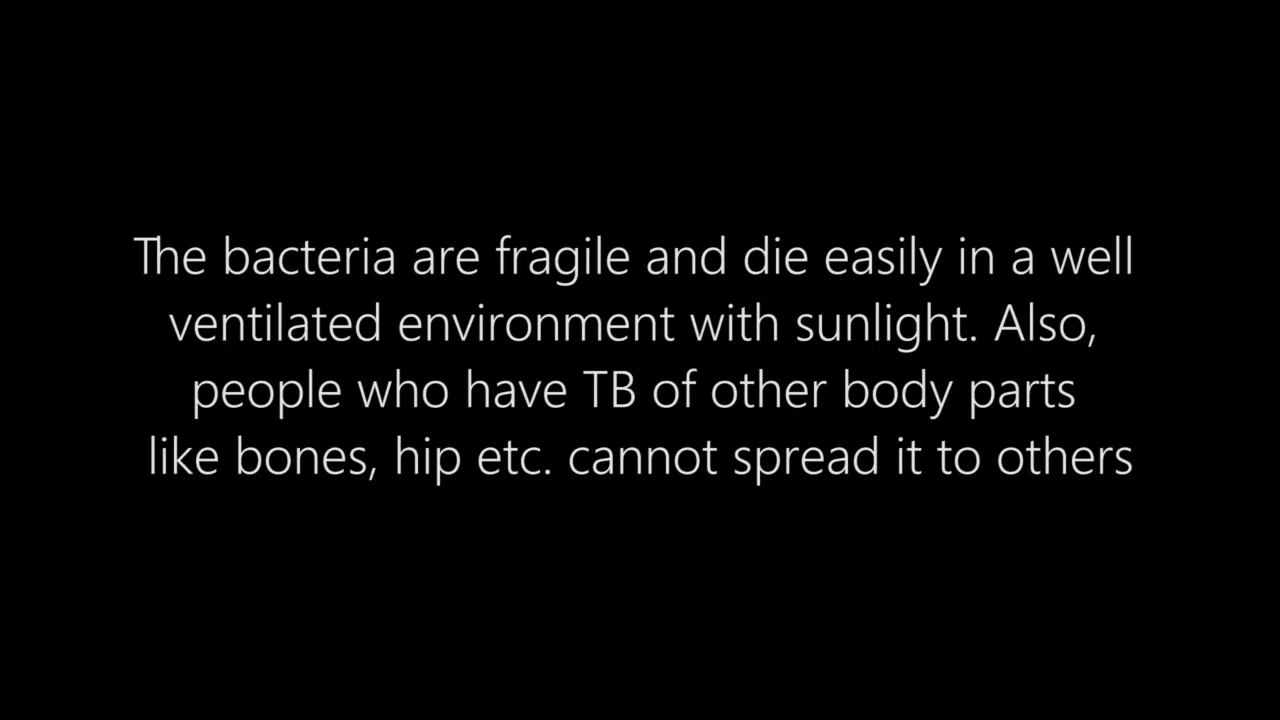 The bacteria are fragile and die easily in a well
ventilated environment with sunlight. Also,
people who have TB of other body parts
like bones, hip etc. cannot spread it to others